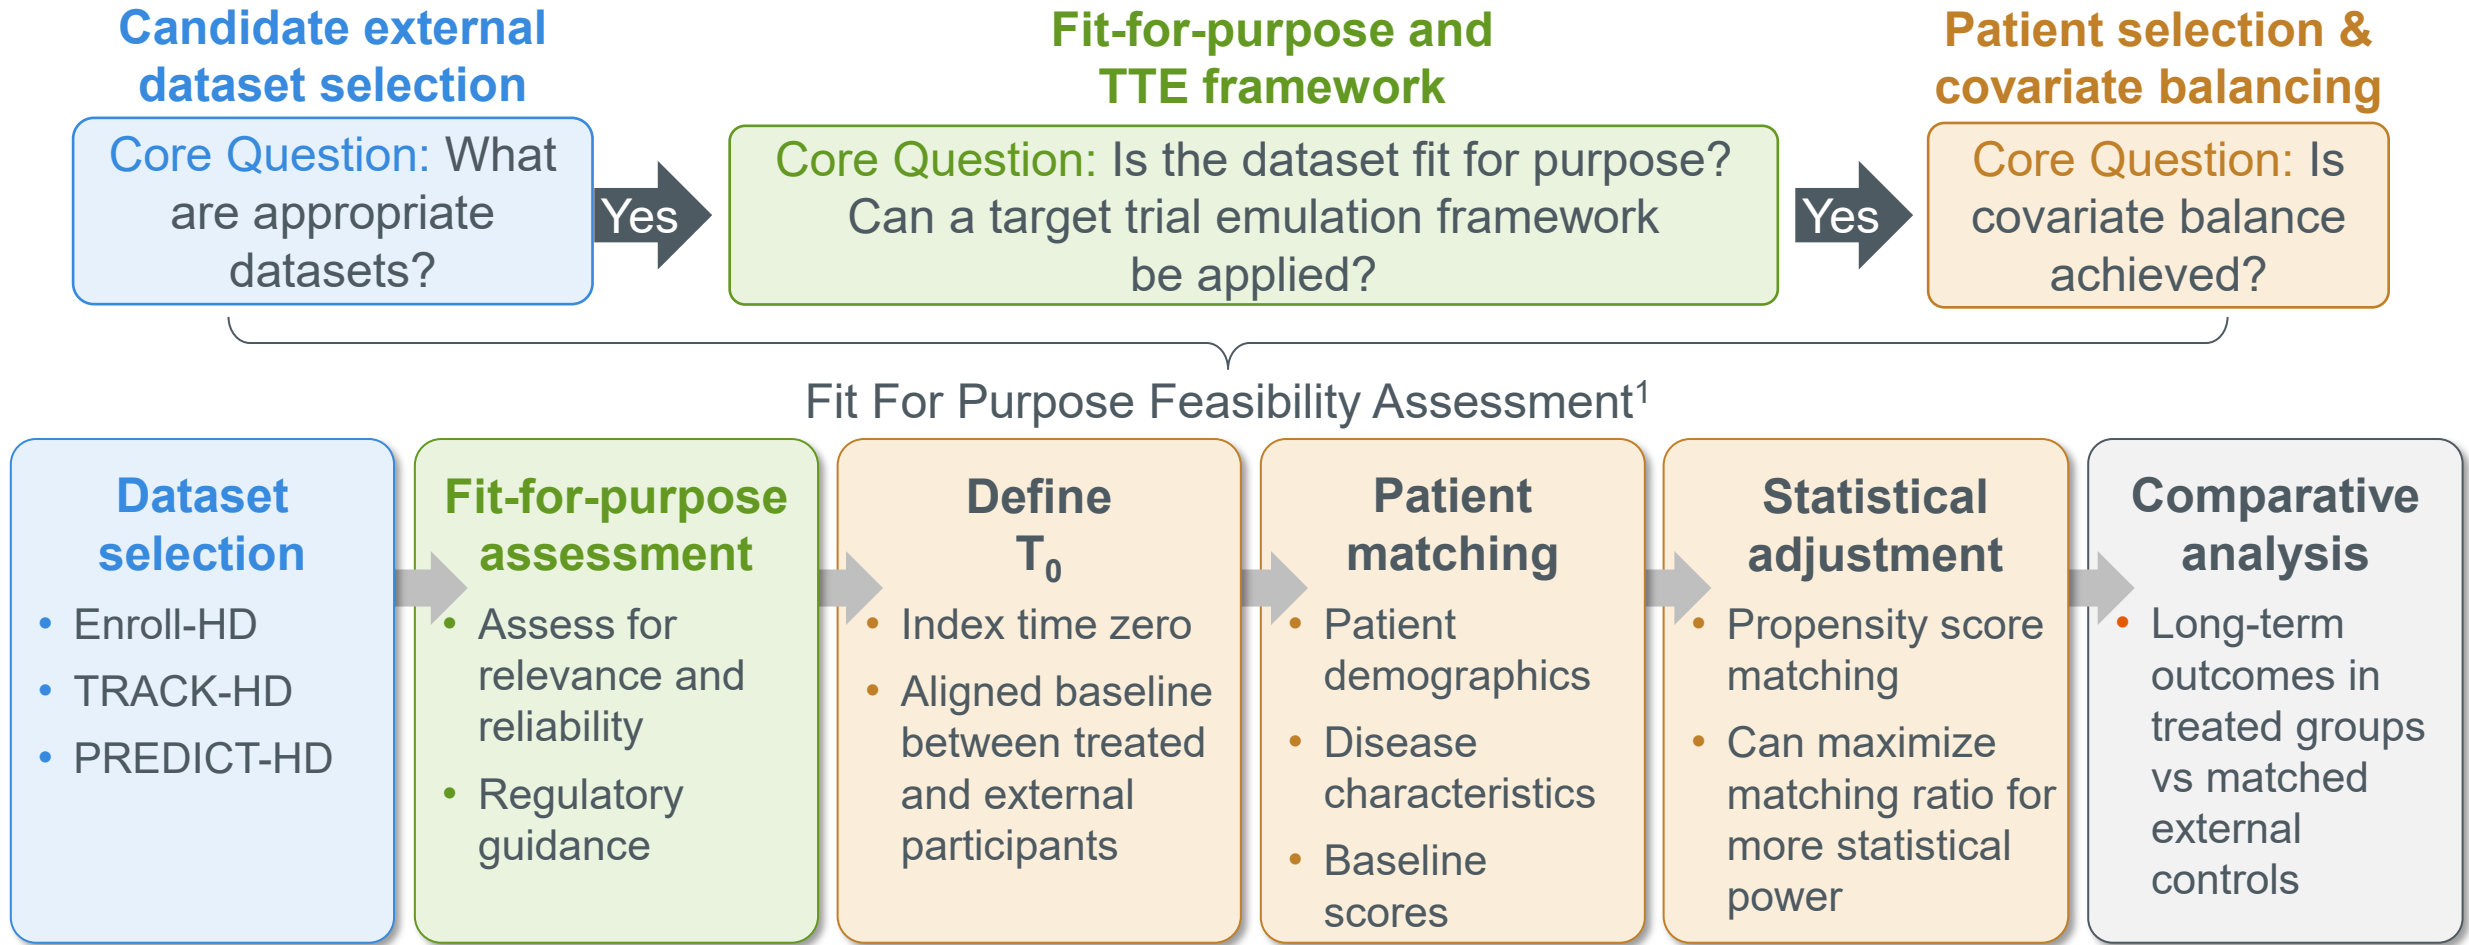 Candidate external
dataset selection
Core Question: What
are appropriate
datasets?
Yes
Fit-for-purpose and
TTE framework
Core Question: Is the dataset fit for purpose?
Can a target trial emulation framework
be applied?
Yes
Patient selection &
covariate balancing
Core Question: Is
covariate balance
achieved?
Fit For Purpose Feasibility Assessment¹
Dataset
selection
• Enroll-HD
• TRACK-HD
• PREDICT-HD
Fit-for-purpose
assessment
• Assess for
relevance and
reliability
• Regulatory
guidance
Define
T₀
• Index time zero
• Aligned baseline
between treated
and external
participants
Patient
matching
• Patient
demographics
• Disease
characteristics
• Baseline
scores
Statistical
adjustment
• Propensity score
matching
• Can maximize
matching ratio for
more statistical
power
Comparative
analysis
• Long-term
outcomes in
treated groups
vs matched
external
controls